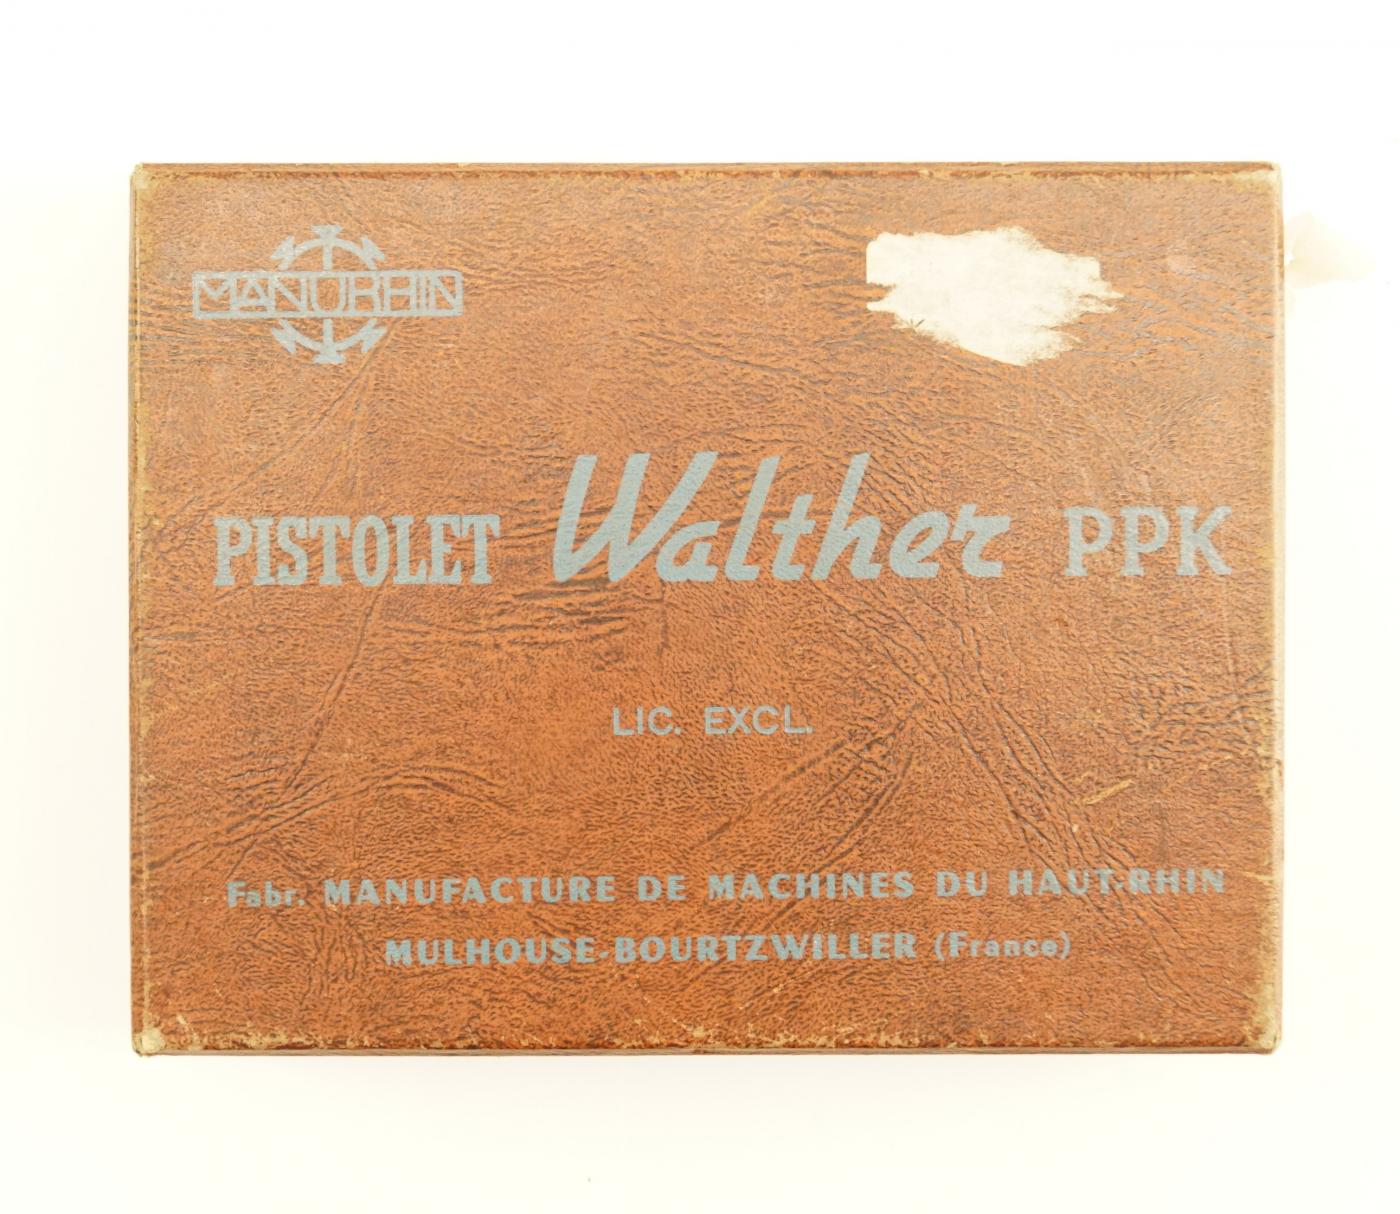 MANURHIN
PISTOLET Walther PPK
LIC. EXCL.
Fabr. MANUFACTURE DE MACHINES DU HAUT-RHIN
MULHOUSE-BOURTZWILLER (France)